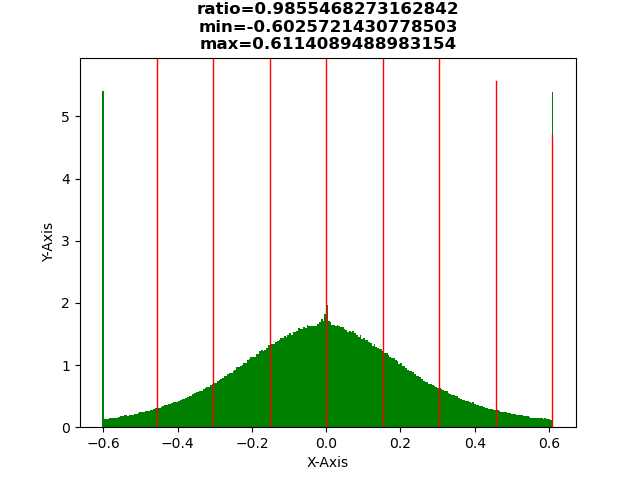 ratio=0.9855468273162842
min=-0.6025721430778503
max=0.6114089488983154
5
4
3
2
1
0
Y-Axis
−0.6 −0.4 −0.2 0.0 0.2 0.4 0.6
X-Axis